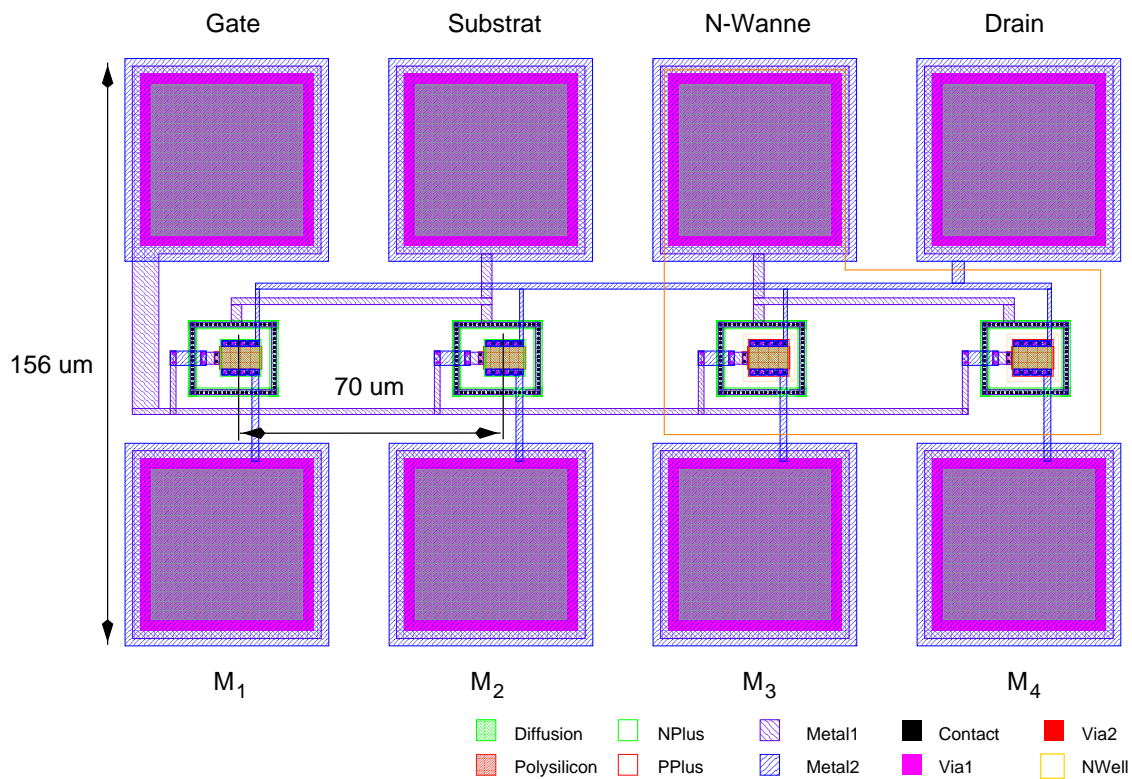 Gate Substrat N-Wanne Drain
156 um
70 um
M1 M2 M3 M4
Diffusion NPlus Metal1 Contact Via2
Polysilicon PPlus Metal2 Via1 NWell